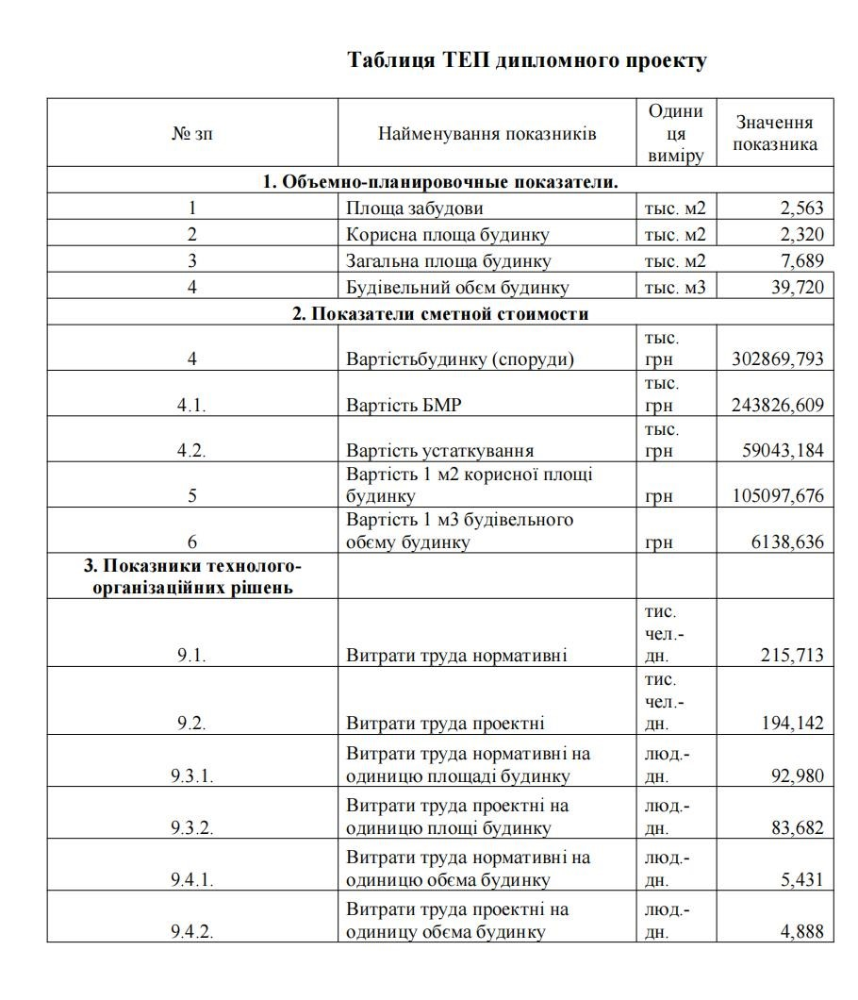 Таблиця ТЕП дипломного проекту
№ зп Найменування показників Одини ця виміру Значення показника
1. Объемно-планировочные показатели.
1 Площа забудови тыс. м2 2,563
2 Корисна площа будинку тыс. м2 2,320
3 Загальна площа будинку тыс. м2 7,689
4 Будівельний обєм будинку тыс. м3 39,720
2. Показатели сметной стоимости
4 Вартістьбудинку (споруди) тыс. грн 302869,793
4.1. Вартість БМР тыс. грн 243826,609
4.2. Вартість устаткування тыс. грн 59043,184
5 Вартість 1 м2 корисної площі будинку грн 105097,676
6 Вартість 1 м3 будівельного обєму будинку грн 6138,636
3. Показники технолого-
організаційних рішень
9.1. Витрати труда нормативні тис. чел.- дн. 215,713
9.2. Витрати труда проектні тис. чел.- дн. 194,142
9.3.1. Витрати труда нормативні на одиницю площаді будинку люд.- дн. 92,980
9.3.2. Витрати труда проектні на одиницю площі будинку люд.- дн. 83,682
9.4.1. Витрати труда нормативні на одиницю обєма будинку люд.- дн. 5,431
9.4.2. Витрати труда проектні на одиницу обєма будинку люд.- дн. 4,888